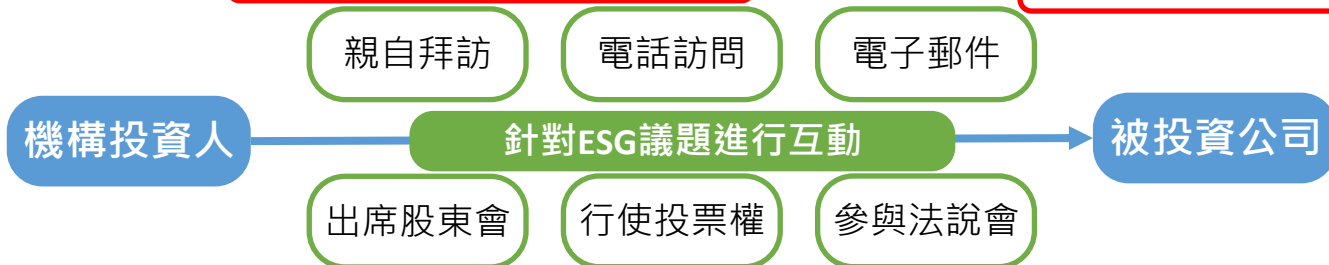 親自拜訪
電話訪問
電子郵件
機構投資人
針對ESG議題進行互動
被投資公司
出席股東會
行使投票權
參與法說會